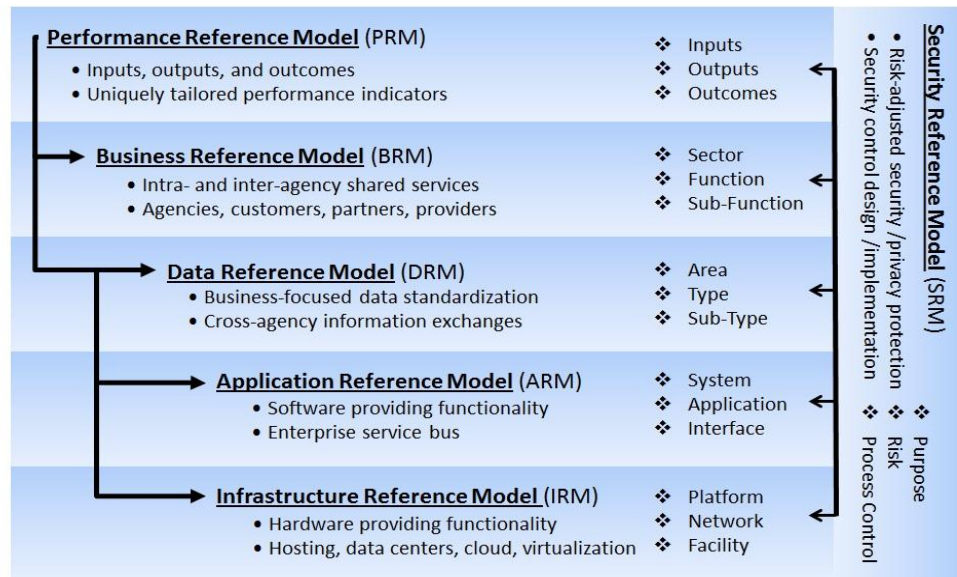 Performance Reference Model (PRM)
• Inputs, outputs, and outcomes
• Uniquely tailored performance indicators
❖ Inputs
❖ Outputs
❖ Outcomes
Business Reference Model (BRM)
• Intra- and inter-agency shared services
• Agencies, customers, partners, providers
❖ Sector
❖ Function
❖ Sub-Function
Data Reference Model (DRM)
• Business-focused data standardization
• Cross-agency information exchanges
❖ Area
❖ Type
❖ Sub-Type
Application Reference Model (ARM)
• Software providing functionality
• Enterprise service bus
❖ System
❖ Application
❖ Interface
Infrastructure Reference Model (IRM)
• Hardware providing functionality
• Hosting, data centers, cloud, virtualization
❖ Platform
❖ Network
❖ Facility
Security Reference Model (SRM)
• Risk-adjusted security /privacy protection
• Security control design /implementation
❖ Purpose
❖ Risk
❖ Process Control